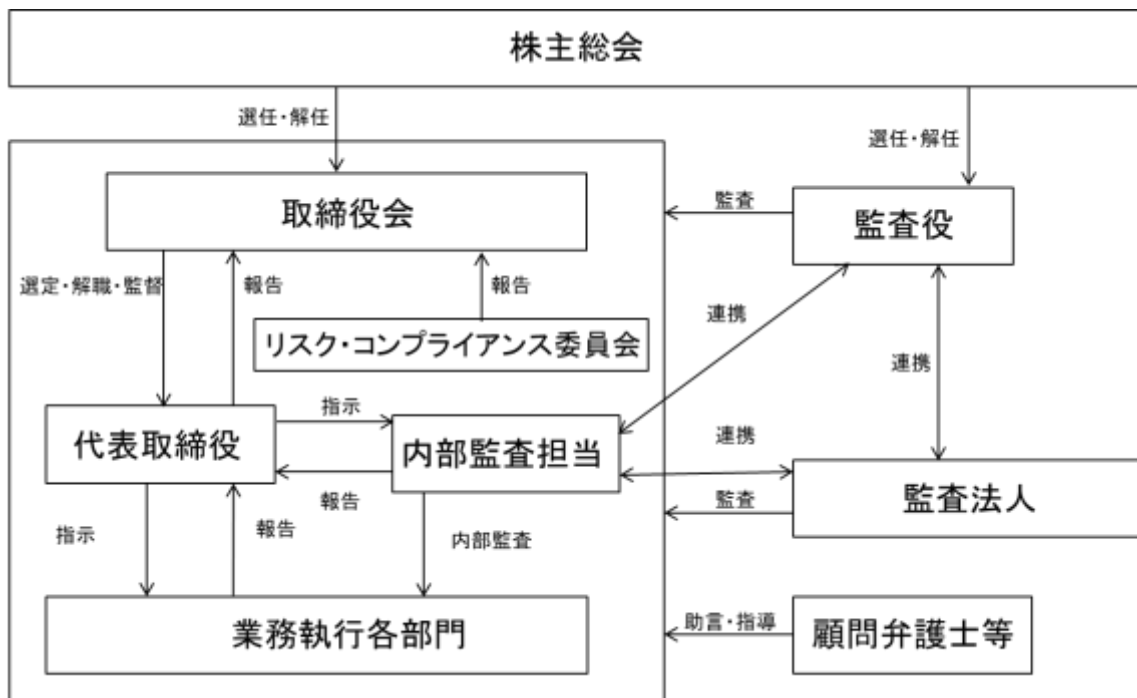 株主総会
選任・解任
選任・解任
取締役会
監査
監査役
選定・解職・監督
報告
報告
連携
リスク・コンプライアンス委員会
連携
代表取締役
指示
内部監査担当
連携
報告
監査法人
監査
指示
報告
内部監査
業務執行各部門
助言・指導
顧問弁護士等